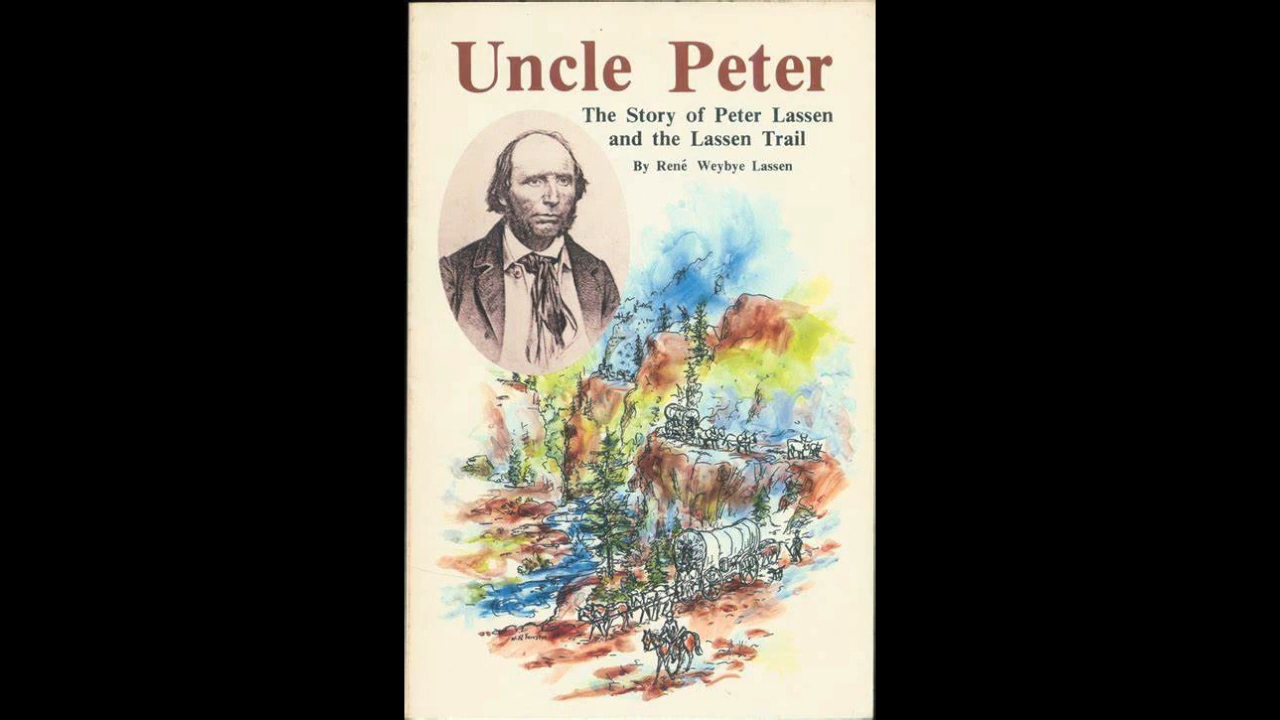 Uncle Peter
The Story of Peter Lassen
and the Lassen Trail
By René Weybye Lassen